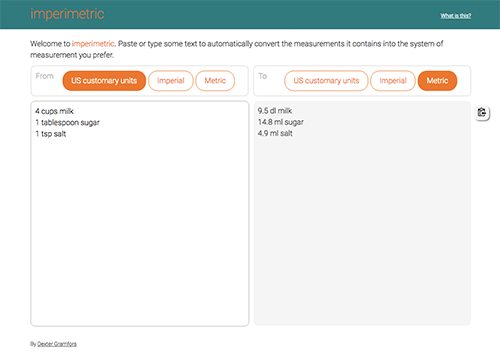 imperimetric
What is this?
Welcome to imperimetric. Paste or type some text to automatically convert the measurements it contains into the system of
measurement you prefer.
From US customary units Imperial Metric
To US customary units Imperial Metric
4 cups milk
1 tablespoon sugar
1 tsp salt
9.5 dl milk
14.8 ml sugar
4.9 ml salt
By Dexter Gramfors